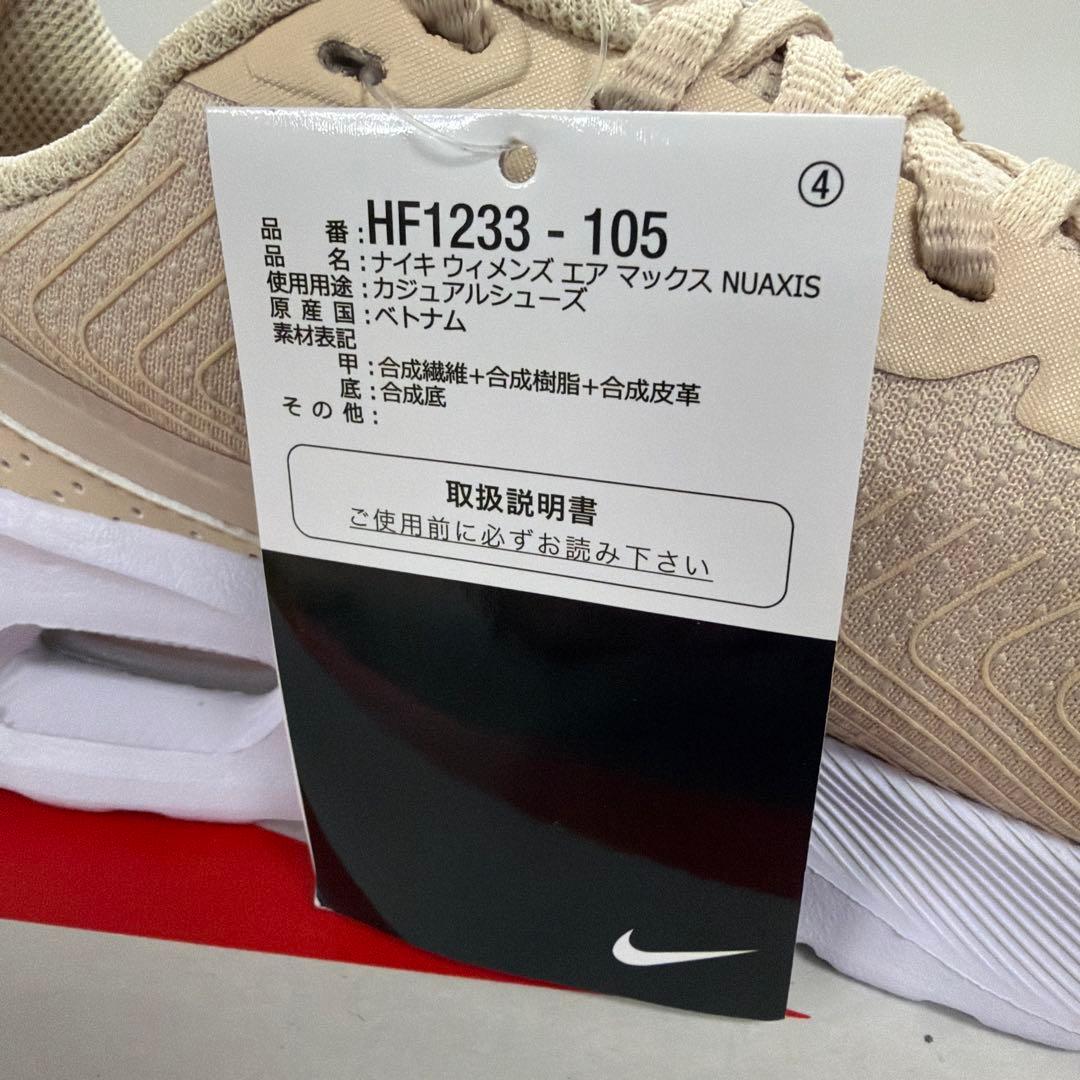 ④
品番:HF1233 - 105
品名:ナイキ ウィメンズ エア マックス NUAXIS
使用用途:カジュアルシューズ
原産国:ベトナム
素材表記
甲:合成繊維+合成樹脂+合成皮革
底:合成底
その他:
取扱説明書
ご使用前に必ずお読み下さい